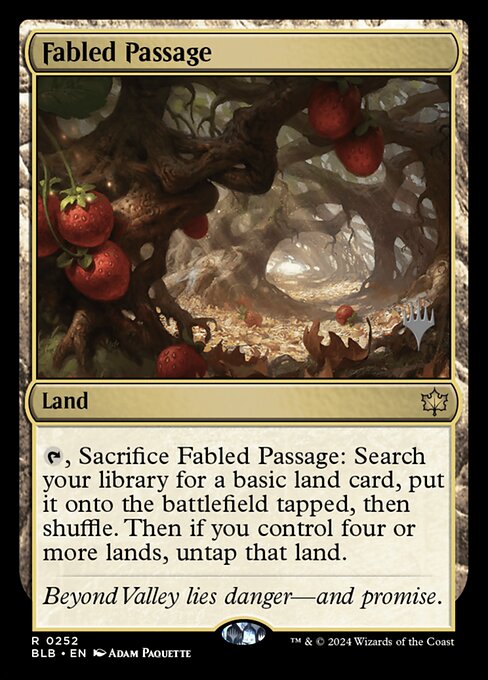 Fabled Passage
Land
, Sacrifice Fabled Passage: Search
your library for a basic land card, put
it onto the battlefield tapped, then
shuffle. Then if you control four or
more lands, untap that land.
Beyond Valley lies danger—and promise.
R 0252
™ & © 2024 Wizards of the Coast
BLB • EN Adam Paquette